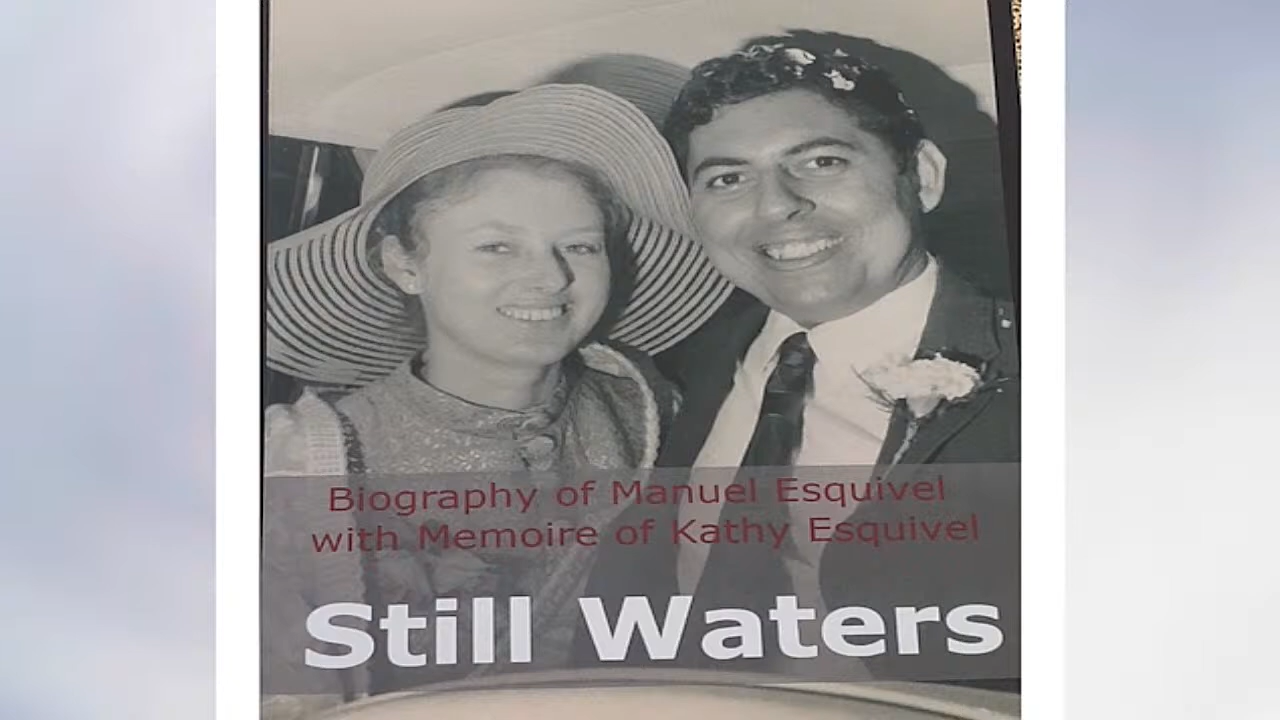 Biography of Manuel Esquivel
with Memoire of Kathy Esquivel
Still Waters